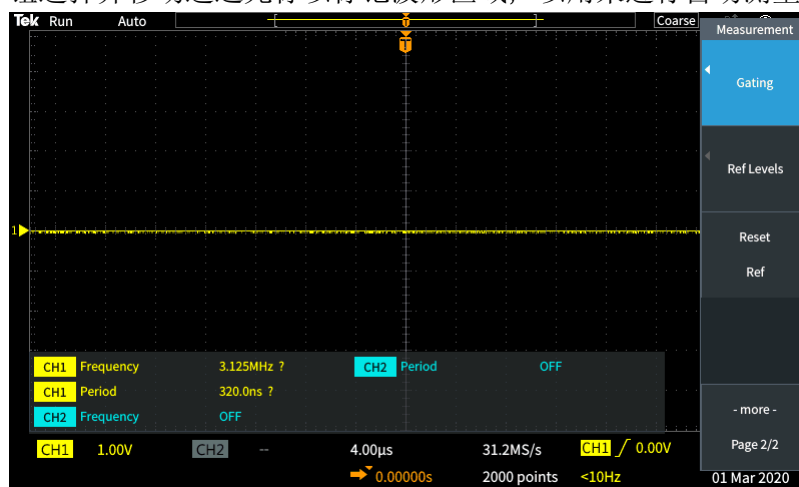 Tek Run Auto Coarse
Measurement
Gating
Ref Levels
Reset
Ref
1
CH1 Frequency 3.125MHz ? CH2 Period OFF
CH1 Period 320.0ns ?
CH2 Frequency OFF
- more -
Page 2/2
CH1 1.00V CH2 -- 4.00µs 31.2MS/s CH1 0.00V
0.00000s 2000 points <10Hz 01 Mar 2020